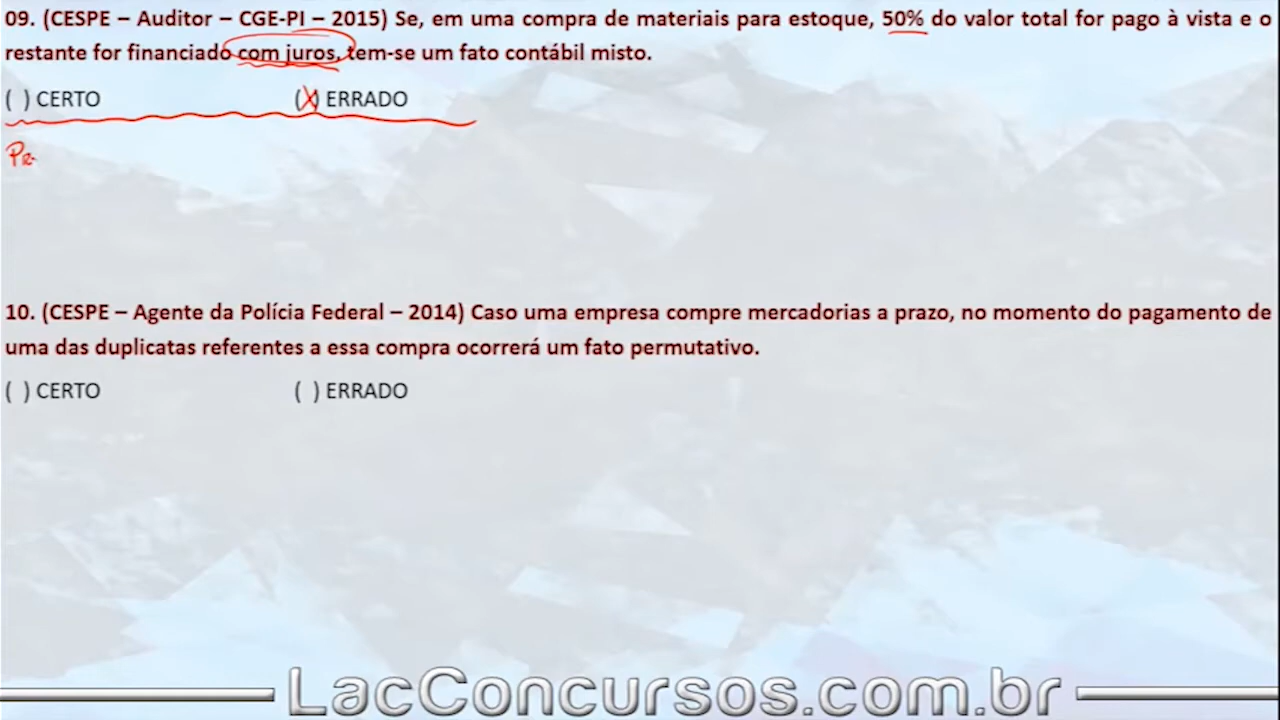 09. (CESPE – Auditor – CGE-PI – 2015) Se, em uma compra de materiais para estoque, 50% do valor total for pago à vista e o
restante for financiado com juros, tem-se um fato contábil misto.
( ) CERTO (X) ERRADO
10. (CESPE – Agente da Polícia Federal – 2014) Caso uma empresa compre mercadorias a prazo, no momento do pagamento de
uma das duplicatas referentes a essa compra ocorrerá um fato permutativo.
( ) CERTO ( ) ERRADO
LacConcursos.com.br